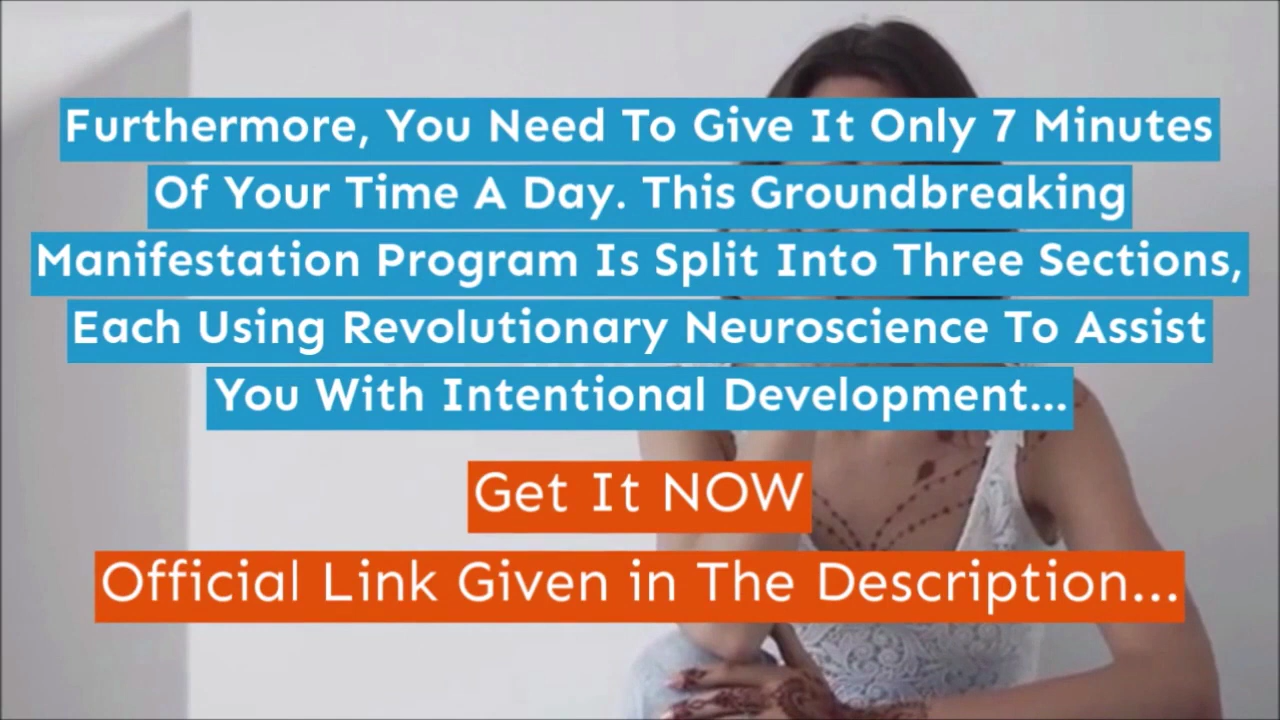 Furthermore, You Need To Give It Only 7 Minutes
Of Your Time A Day. This Groundbreaking
Manifestation Program Is Split Into Three Sections,
Each Using Revolutionary Neuroscience To Assist
You With Intentional Development...
Get It NOW
Official Link Given in The Description...